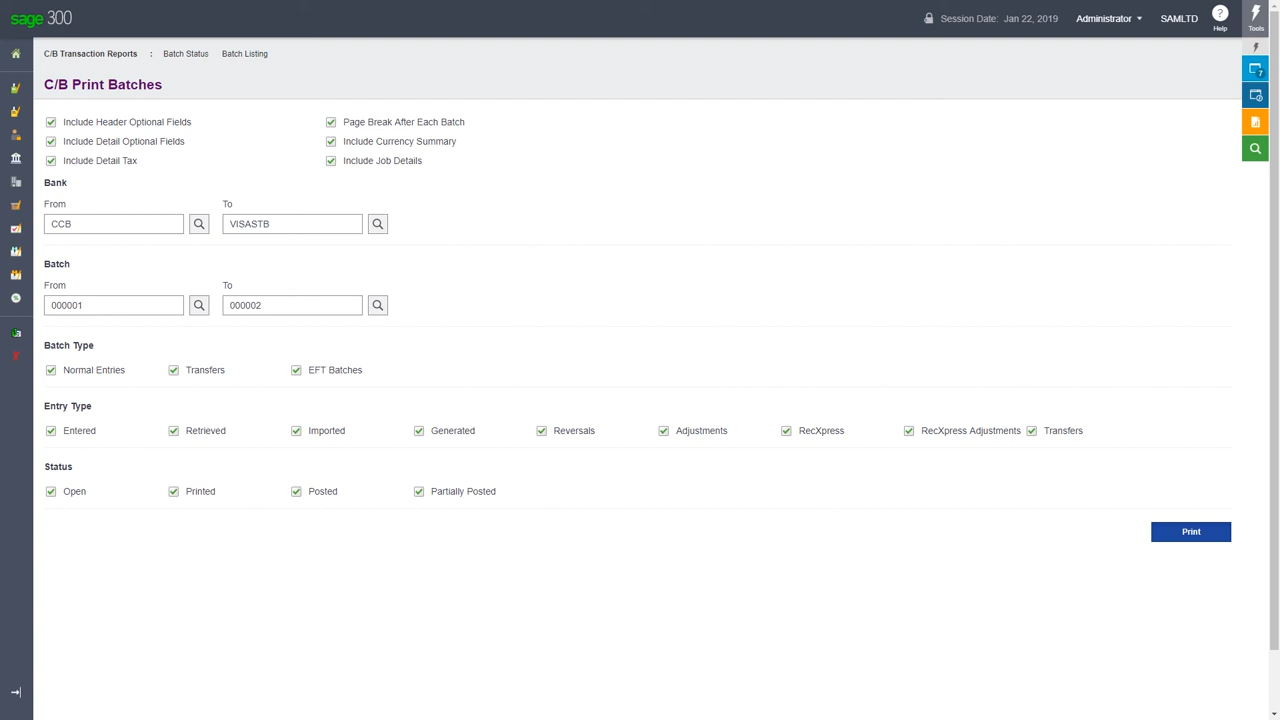 sage 300
Session Date: Jan 22, 2019
Administrator
SAMLTD
Help
Tools
C/B Transaction Reports : Batch Status Batch Listing
7
C/B Print Batches
Include Header Optional Fields
Page Break After Each Batch
Include Detail Optional Fields
Include Currency Summary
Include Detail Tax
Include Job Details
Bank
From To
CCB VISASTB
Batch
From To
000001 000002
Batch Type
Normal Entries Transfers EFT Batches
Entry Type
Entered Retrieved Imported Generated Reversals Adjustments RecXpress RecXpress Adjustments Transfers
Status
Open Printed Posted Partially Posted
Print